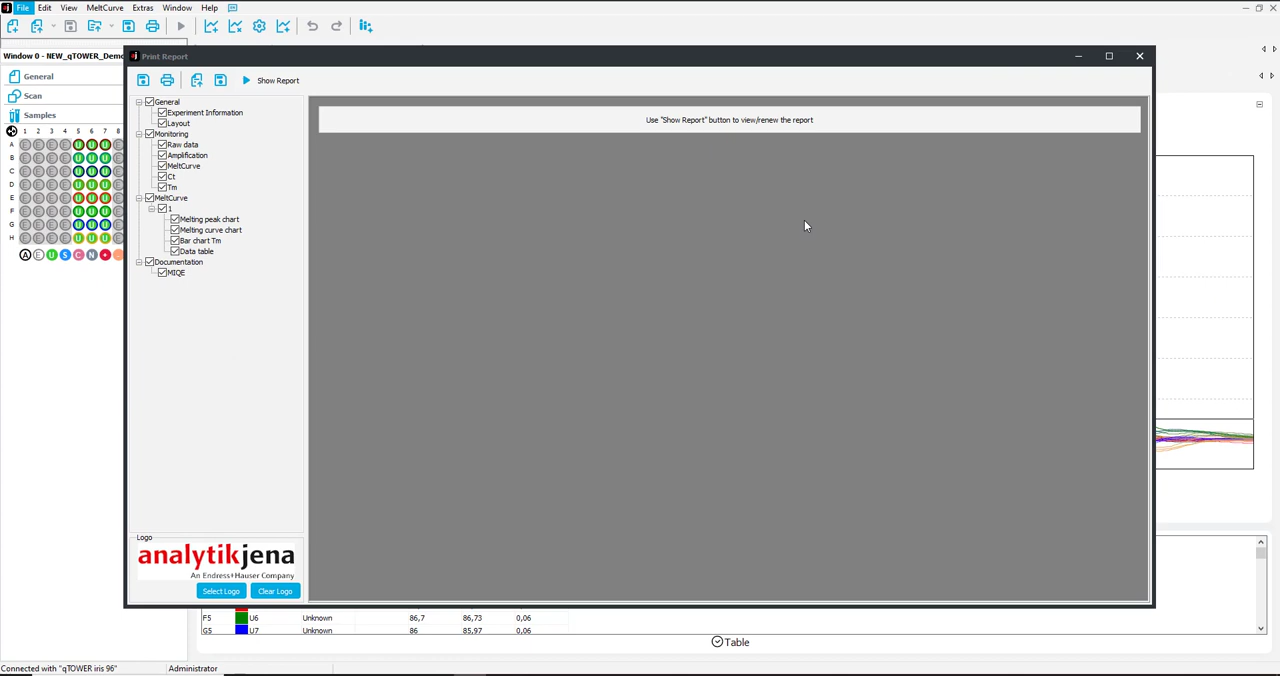 File Edit View MeltCurve Extras Window Help
Print Report
Window 0 - NEW_qTOWER_Demo
General
Scan
Samples
1 2 3 4 5 6 7 8
A E E E E U U U E
B E E E E U U U E
C E E E E U U U E
D E E E E U U U E
E E E E E U U U E
F E E E E U U U E
G E E E E U U U E
H E E E E U U U E
A E U S C N
Show Report
General
Experiment Information
Layout
Monitoring
Raw data
Amplification
MeltCurve
Ct
Tm
MeltCurve
1
Melting peak chart
Melting curve chart
Bar chart Tm
Data table
Documentation
MIQE
Use "Show Report" button to view/renew the report
Logo
analytikjena
An Endress+Hauser Company
Select Logo Clear Logo
F5 U6 Unknown 86,7 86,73 0,06
G5 U7 Unknown 86 85,97 0,06
Table
Connected with "qTOWER iris 96" Administrator